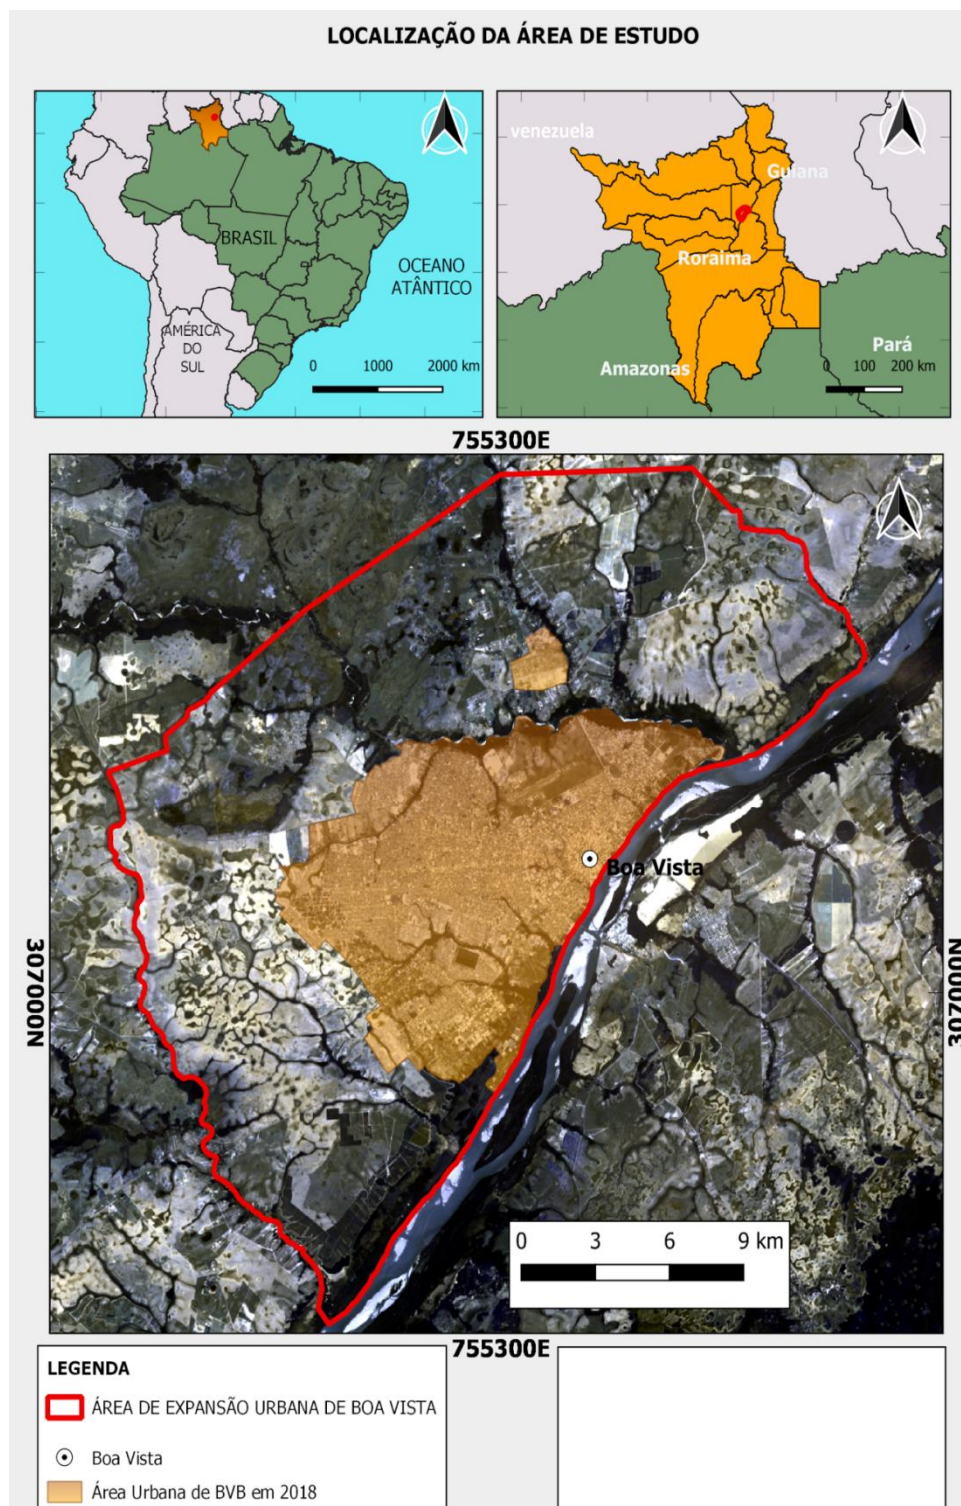 LOCALIZAÇÃO DA ÁREA DE ESTUDO
BRASIL
OCEANO
ATÂNTICO
AMÉRICA
DO
SUL
0 1000 2000 km
venezuela
Guiana
Roraima
Amazonas
Pará
0 100 200 km
755300E
307000N
Boa Vista
307000N
0 3 6 9 km
755300E
LEGENDA
ÁREA DE EXPANSÃO URBANA DE BOA VISTA
Boa Vista
Área Urbana de BVB em 2018